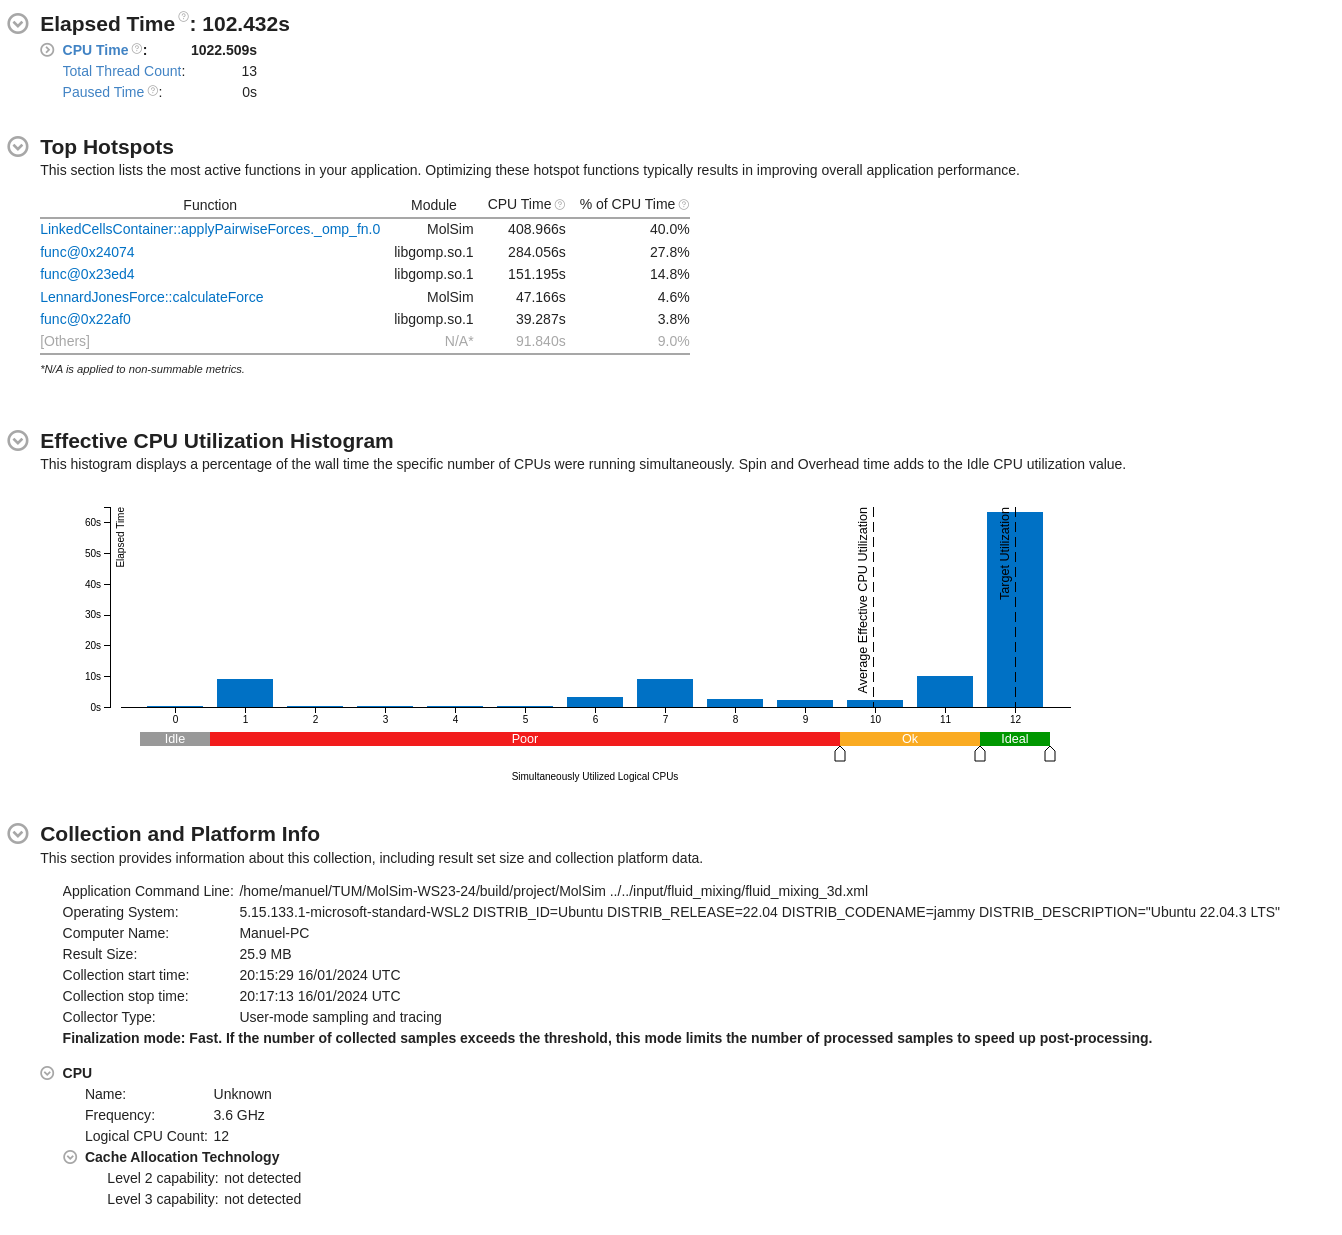 Elapsed Time ? : 102.432s
CPU Time ? : 1022.509s
Total Thread Count: 13
Paused Time ? : 0s
Top Hotspots
This section lists the most active functions in your application. Optimizing these hotspot functions typically results in improving overall application performance.
Function Module CPU Time ? % of CPU Time ?
LinkedCellsContainer::applyPairwiseForces._omp_fn.0 MolSim 408.966s 40.0%
func@0x24074 libgomp.so.1 284.056s 27.8%
func@0x23ed4 libgomp.so.1 151.195s 14.8%
LennardJonesForce::calculateForce MolSim 47.166s 4.6%
func@0x22af0 libgomp.so.1 39.287s 3.8%
[Others] N/A* 91.840s 9.0%
*N/A is applied to non-summable metrics.
Effective CPU Utilization Histogram
This histogram displays a percentage of the wall time the specific number of CPUs were running simultaneously. Spin and Overhead time adds to the Idle CPU utilization value.
Elapsed Time
60s
50s
40s
30s
20s
10s
0s
Average Effective CPU Utilization
Target Utilization
0 1 2 3 4 5 6 7 8 9 10 11 12
Idle Poor Ok Ideal
Simultaneously Utilized Logical CPUs
Collection and Platform Info
This section provides information about this collection, including result set size and collection platform data.
Application Command Line: /home/manuel/TUM/MolSim-WS23-24/build/project/MolSim ../../input/fluid_mixing/fluid_mixing_3d.xml
Operating System: 5.15.133.1-microsoft-standard-WSL2 DISTRIB_ID=Ubuntu DISTRIB_RELEASE=22.04 DISTRIB_CODENAME=jammy DISTRIB_DESCRIPTION="Ubuntu 22.04.3 LTS"
Computer Name: Manuel-PC
Result Size: 25.9 MB
Collection start time: 20:15:29 16/01/2024 UTC
Collection stop time: 20:17:13 16/01/2024 UTC
Collector Type: User-mode sampling and tracing
Finalization mode: Fast. If the number of collected samples exceeds the threshold, this mode limits the number of processed samples to speed up post-processing.
CPU
Name: Unknown
Frequency: 3.6 GHz
Logical CPU Count: 12
Cache Allocation Technology
Level 2 capability: not detected
Level 3 capability: not detected